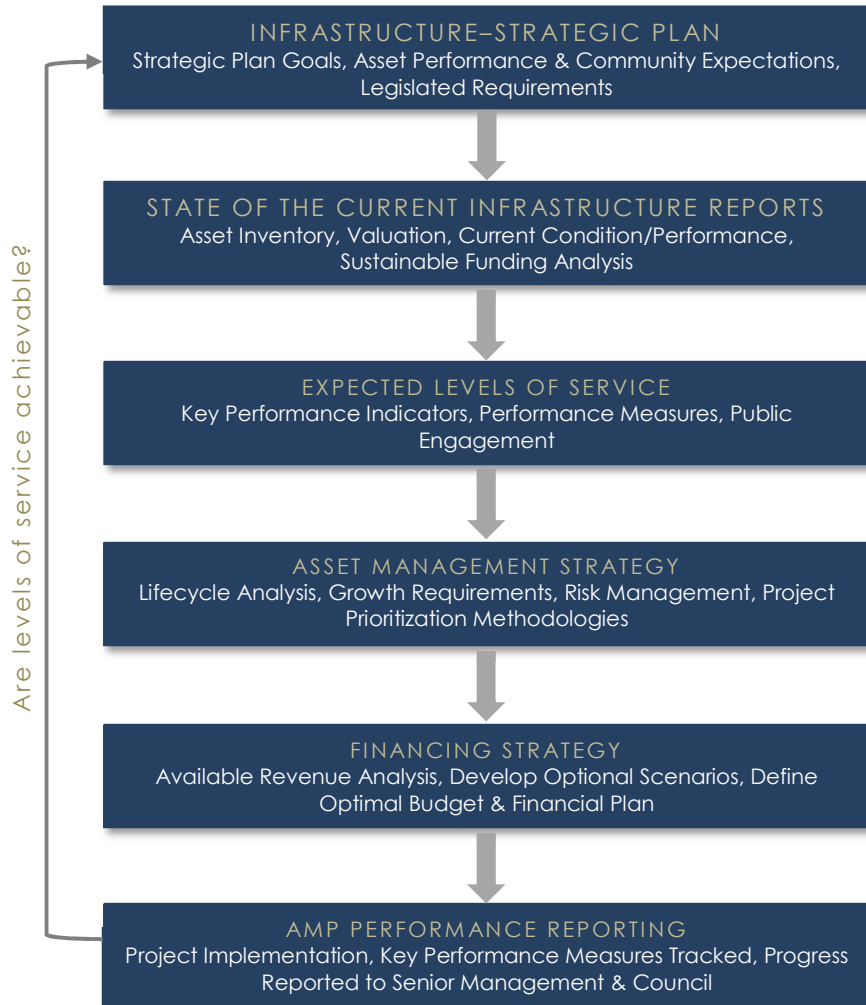 INFRASTRUCTURE–STRATEGIC PLAN
Strategic Plan Goals, Asset Performance & Community Expectations,
Legislated Requirements
STATE OF THE CURRENT INFRASTRUCTURE REPORTS
Asset Inventory, Valuation, Current Condition/Performance,
Sustainable Funding Analysis
EXPECTED LEVELS OF SERVICE
Key Performance Indicators, Performance Measures, Public
Engagement
ASSET MANAGEMENT STRATEGY
Lifecycle Analysis, Growth Requirements, Risk Management, Project
Prioritization Methodologies
FINANCING STRATEGY
Available Revenue Analysis, Develop Optional Scenarios, Define
Optimal Budget & Financial Plan
AMP PERFORMANCE REPORTING
Project Implementation, Key Performance Measures Tracked, Progress
Reported to Senior Management & Council
Are levels of service achievable?